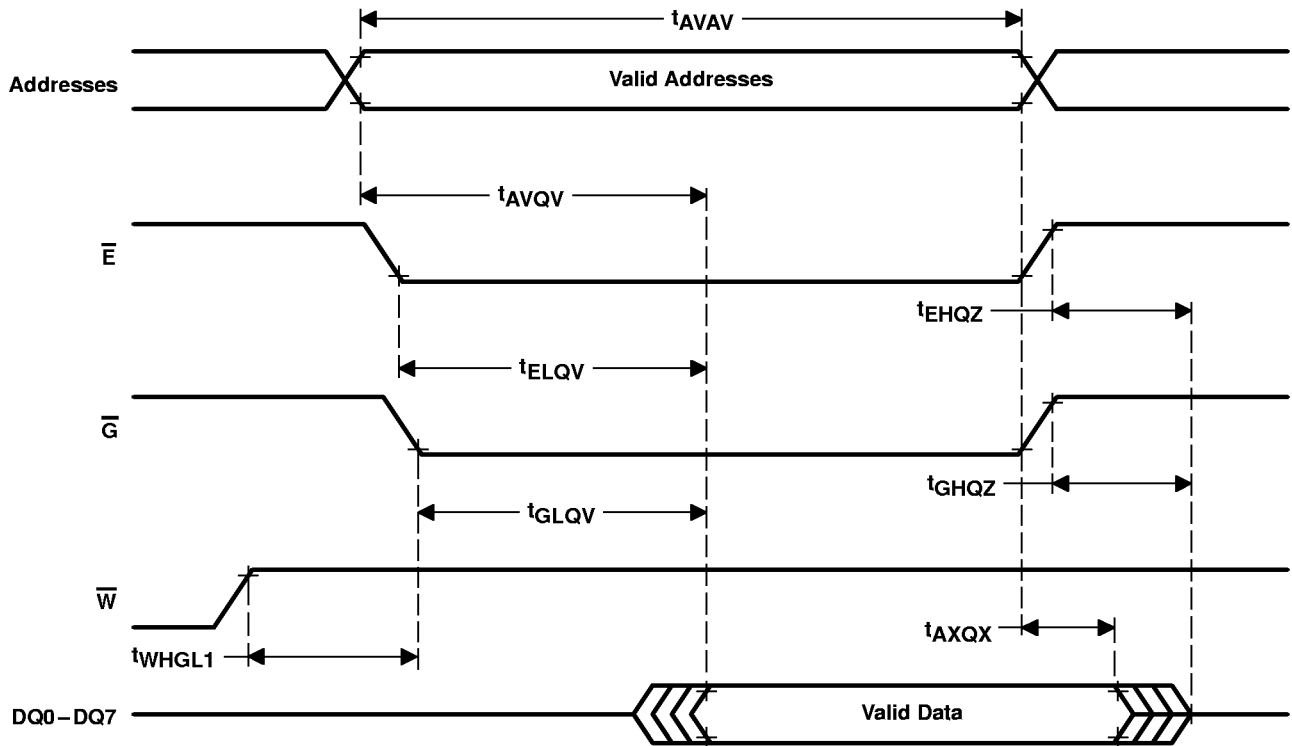 tAVAV
Addresses
Valid Addresses
tAVQV
E̅
tEHQZ
tELQV
G̅
tGHQZ
tGLQV
W̅
tAXQX
tWHGL1
DQ0–DQ7
Valid Data